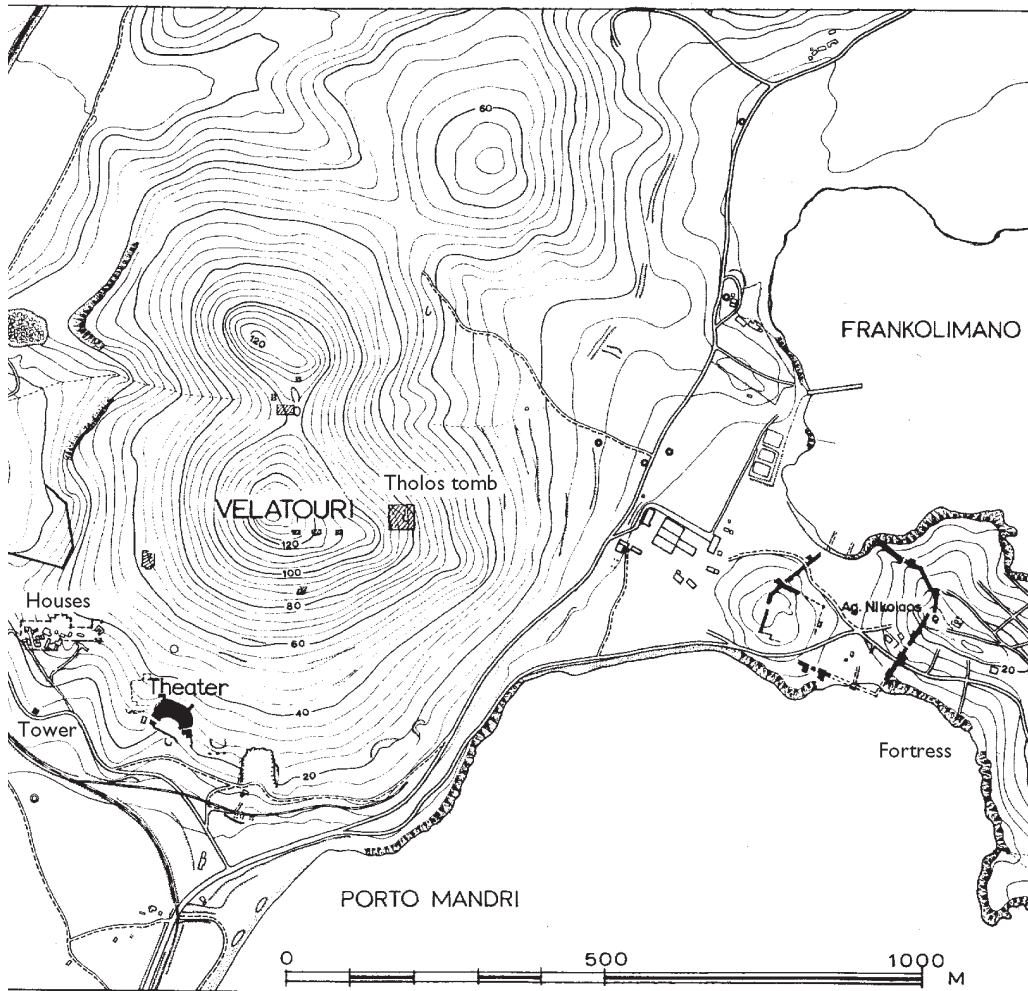 60
FRANKOLIMANO
120
Tholos tomb
VELATOURI
120
100
80
Houses
60
Ag. Nikolaos
20
Theater
40
Tower
Fortress
20
PORTO MANDRI
0 500 1000
M